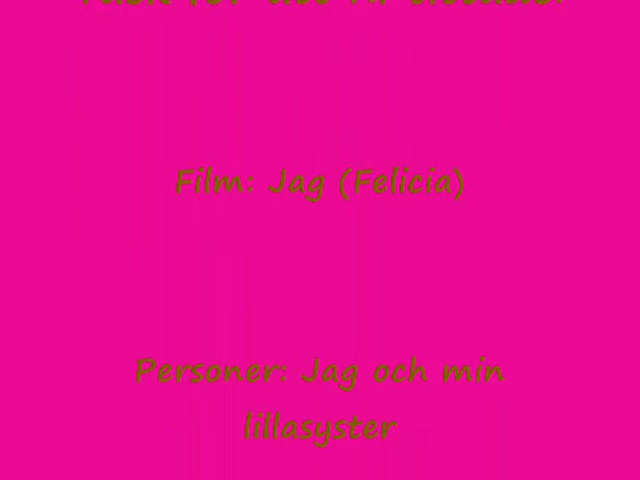 Film: Jag (Felicia)
Personer: Jag och min
lillasyster